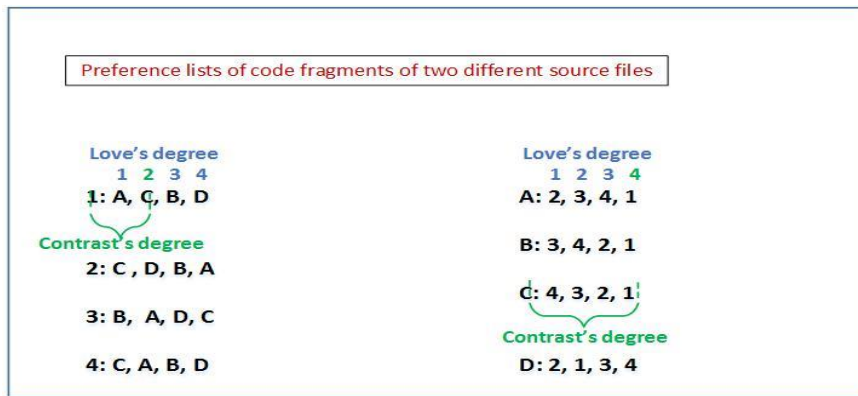 Preference lists of code fragments of two different source files
Love's degree
1 2 3 4
1: A, C, B, D
Contrast's degree
2: C , D, B, A
3: B, A, D, C
4: C, A, B, D
Love's degree
1 2 3 4
A: 2, 3, 4, 1
B: 3, 4, 2, 1
C: 4, 3, 2, 1
Contrast's degree
D: 2, 1, 3, 4